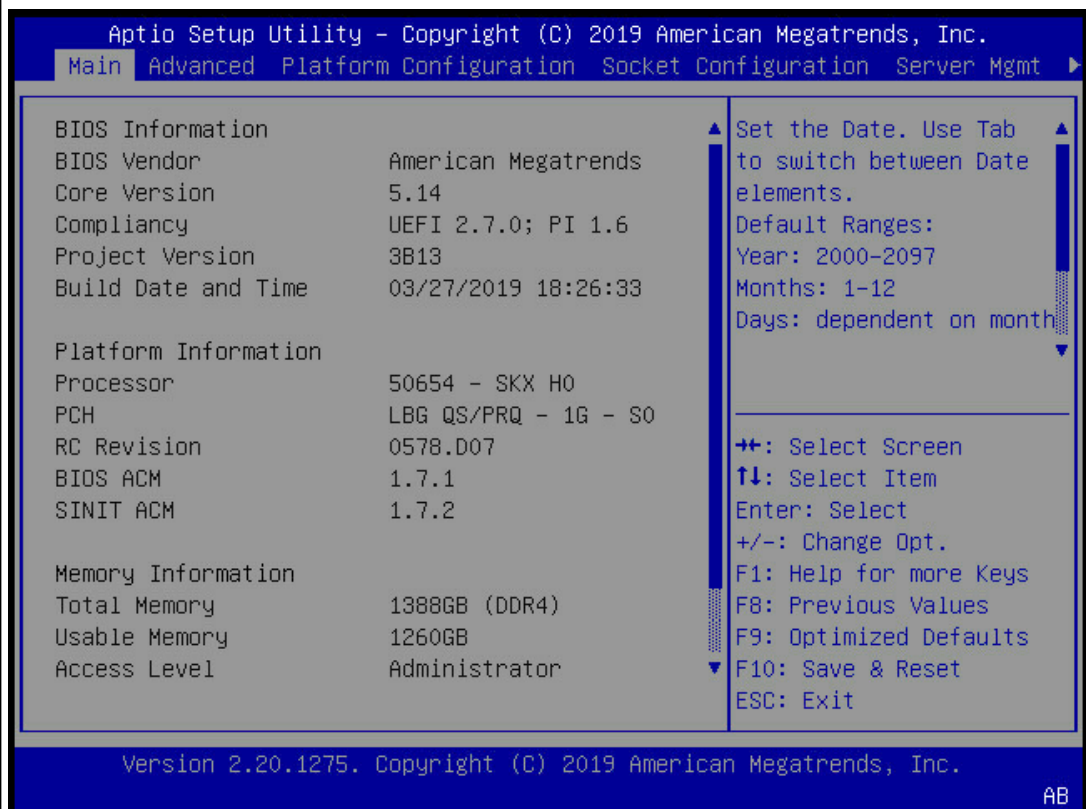 Aptio Setup Utility – Copyright (C) 2019 American Megatrends, Inc.
Main Advanced Platform Configuration Socket Configuration Server Mgmt
BIOS Information
BIOS Vendor American Megatrends
Core Version 5.14
Compliancy UEFI 2.7.0; PI 1.6
Project Version 3B13
Build Date and Time 03/27/2019 18:26:33
Platform Information
Processor 50654 – SKX H0
PCH LBG QS/PRQ – 1G – S0
RC Revision 0578.D07
BIOS ACM 1.7.1
SINIT ACM 1.7.2
Memory Information
Total Memory 1388GB (DDR4)
Usable Memory 1260GB
Access Level Administrator
Set the Date. Use Tab
to switch between Date
elements.
Default Ranges:
Year: 2000–2097
Months: 1–12
Days: dependent on month
→←: Select Screen
↑↓: Select Item
Enter: Select
+/–: Change Opt.
F1: Help for more Keys
F8: Previous Values
F9: Optimized Defaults
F10: Save & Reset
ESC: Exit
Version 2.20.1275. Copyright (C) 2019 American Megatrends, Inc.
AB